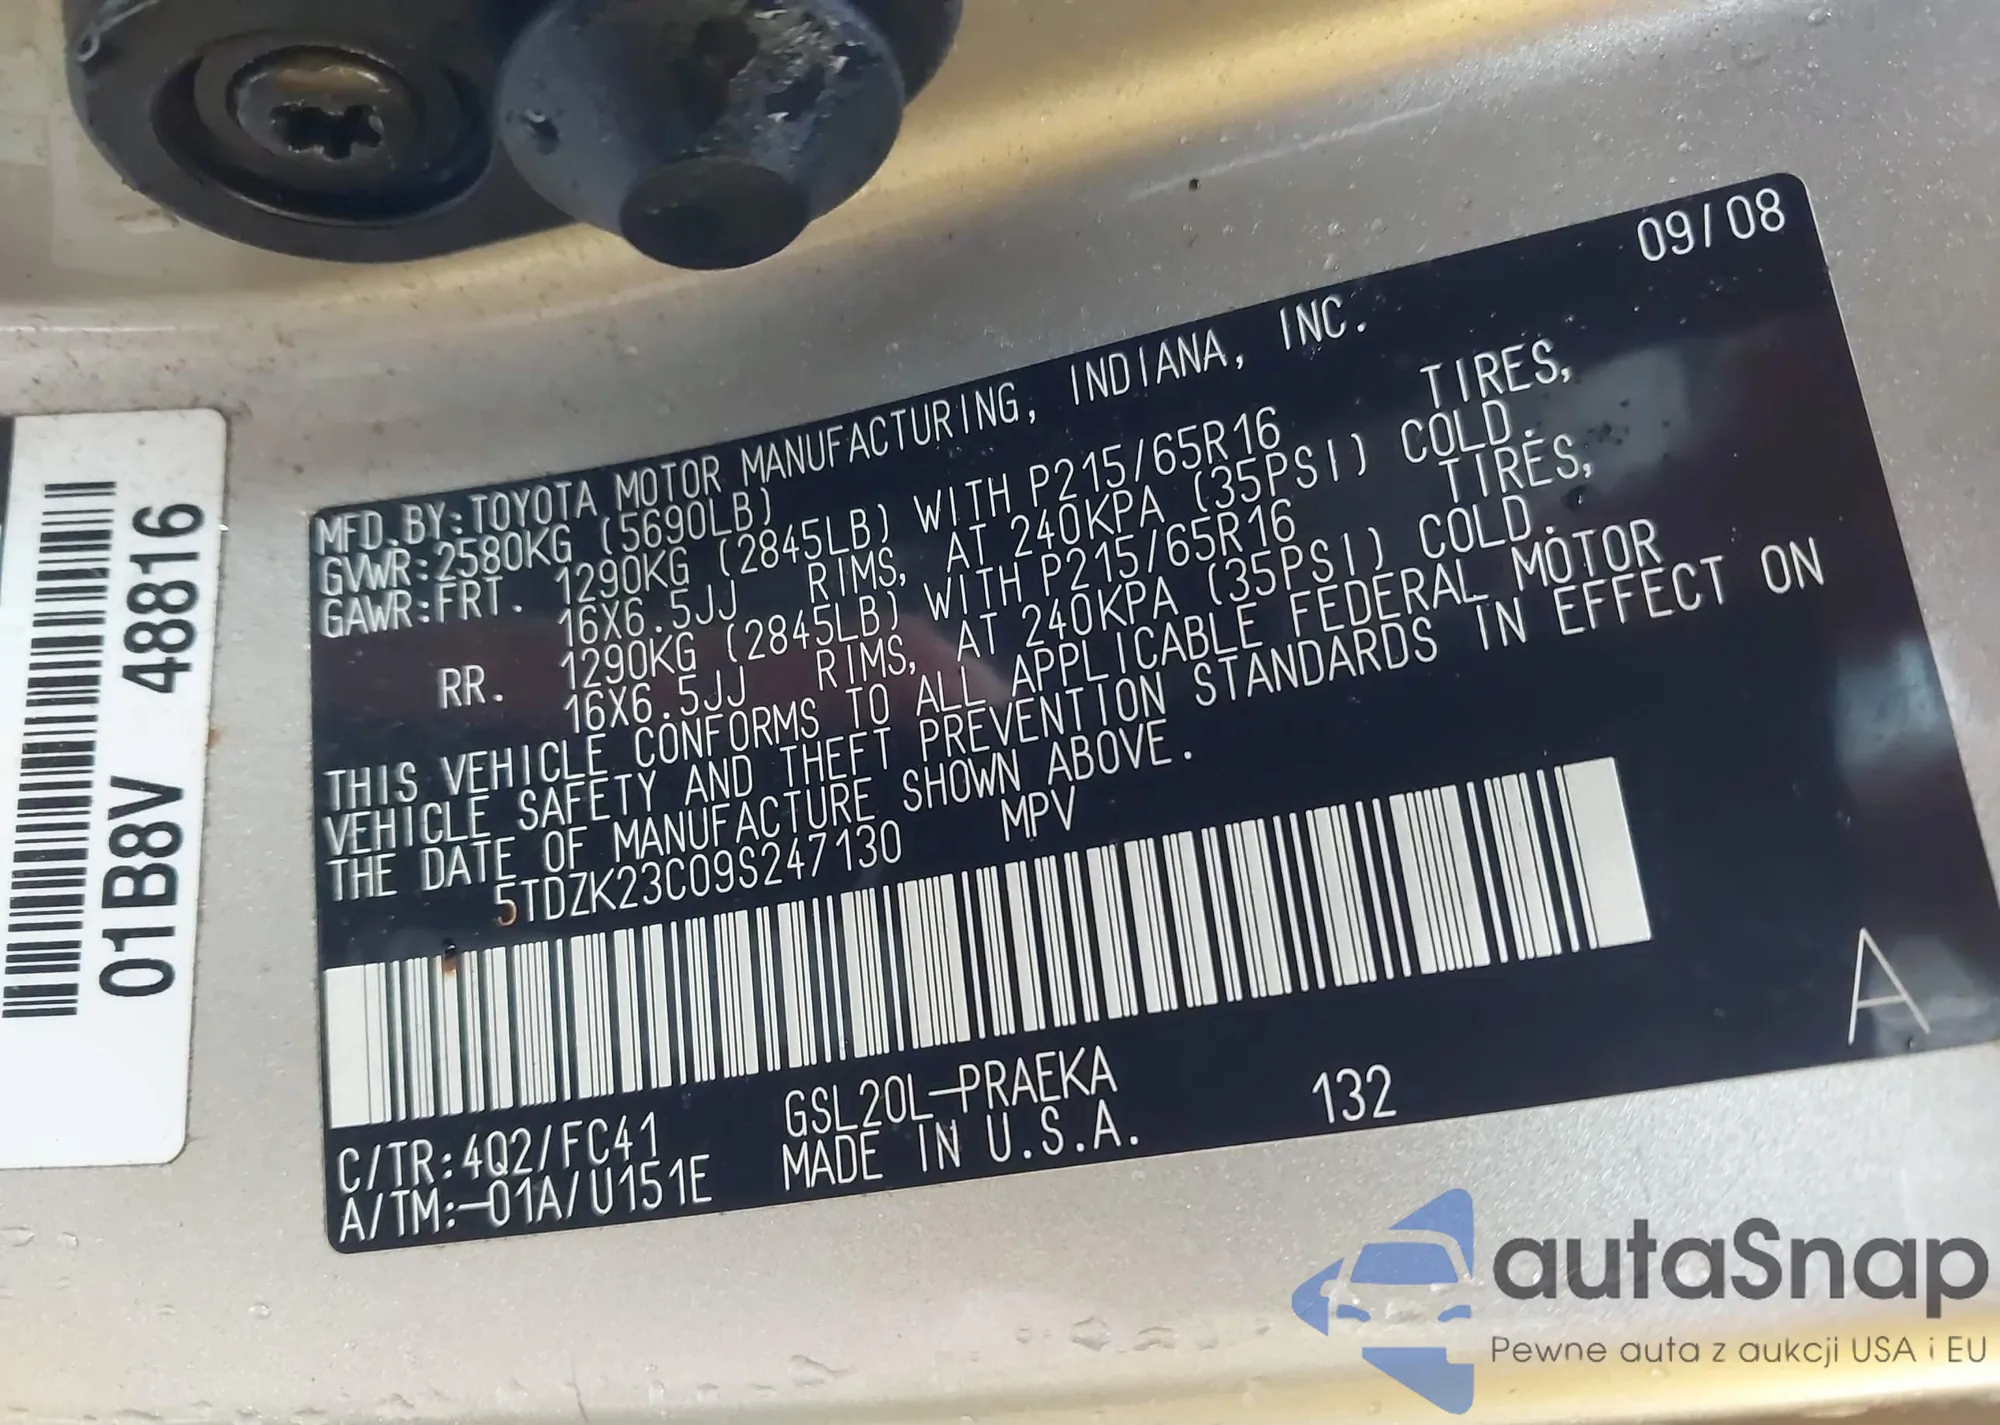 09/08
MFD.BY:TOYOTA MOTOR MANUFACTURING, INDIANA, INC.
GVWR:2580KG (5690LB)
GAWR:FRT. 1290KG (2845LB) WITH P215/65R16 TIRES,
16X6.5JJ RIMS, AT 240KPA (35PSI) COLD.
RR. 1290KG (2845LB) WITH P215/65R16 TIRES,
16X6.5JJ RIMS, AT 240KPA (35PSI) COLD.
THIS VEHICLE CONFORMS TO ALL APPLICABLE FEDERAL MOTOR
VEHICLE SAFETY AND THEFT PREVENTION STANDARDS IN EFFECT ON
THE DATE OF MANUFACTURE SHOWN ABOVE.
5TDZK23C09S247130 MPV
A
C/TR:4Q2/FC41 GSL20L-PRAEKA 132
A/TM:-01A/U151E MADE IN U.S.A.
01B8V 48816
autaSnap
Pewne auta z aukcji USA i EU